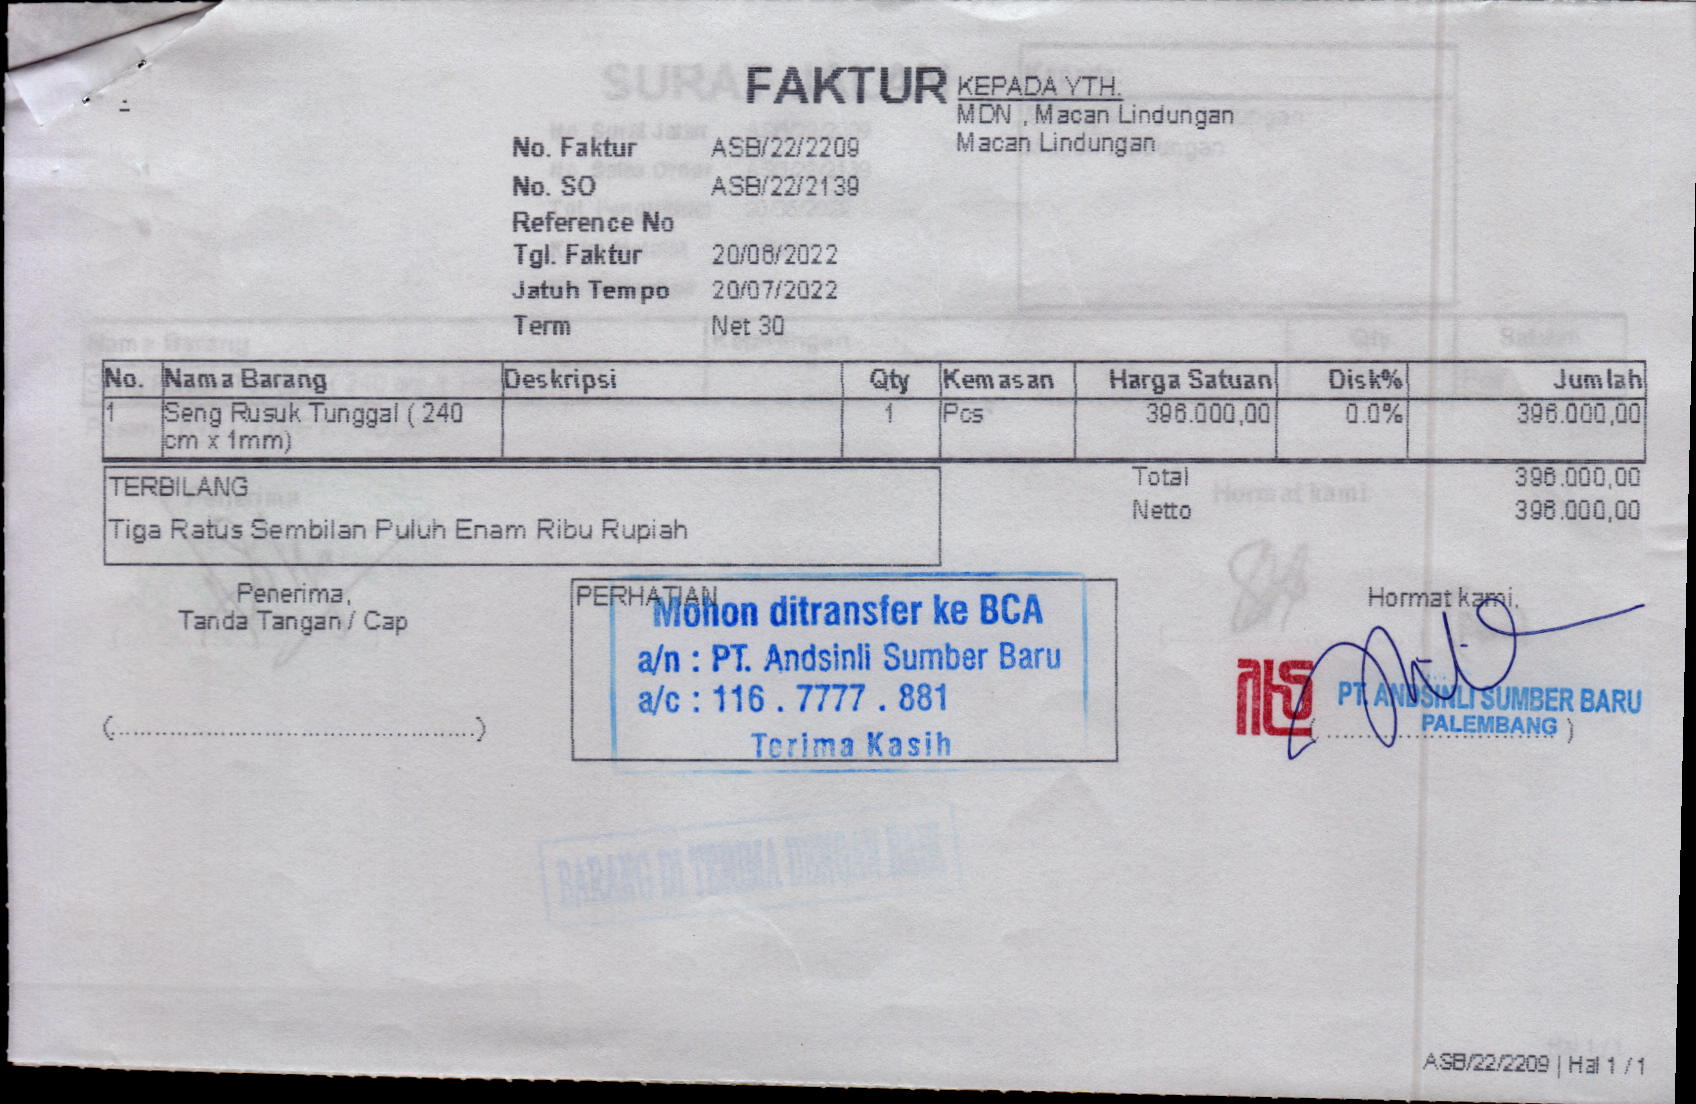 FAKTUR
KEPADA YTH.
MDN , Macan Lindungan
Macan Lindungan
No. Faktur ASB/22/2209
No. SO ASB/22/2139
Reference No
Tgl. Faktur 20/06/2022
Jatuh Tempo 20/07/2022
Term Net 30
No. Nama Barang Deskripsi Qty Kemasan Harga Satuan Disk% Jumlah
1 Seng Rusuk Tunggal ( 240 1 Pcs 396.000,00 0.0% 396.000,00
cm x 1mm)
TERBILANG
Tiga Ratus Sembilan Puluh Enam Ribu Rupiah
Total 396.000,00
Netto 396.000,00
Penerima,
Tanda Tangan / Cap
(................................................)
PERHATIAN
Mohon ditransfer ke BCA
a/n : PT. Andsinli Sumber Baru
a/c : 116 . 7777 . 881
Terima Kasih
Hormat kami,
PT. ANDSINLI SUMBER BARU
PALEMBANG
BARANG DI TERIMA DENGAN BAIK
ASB/22/2209 | Hal 1 / 1